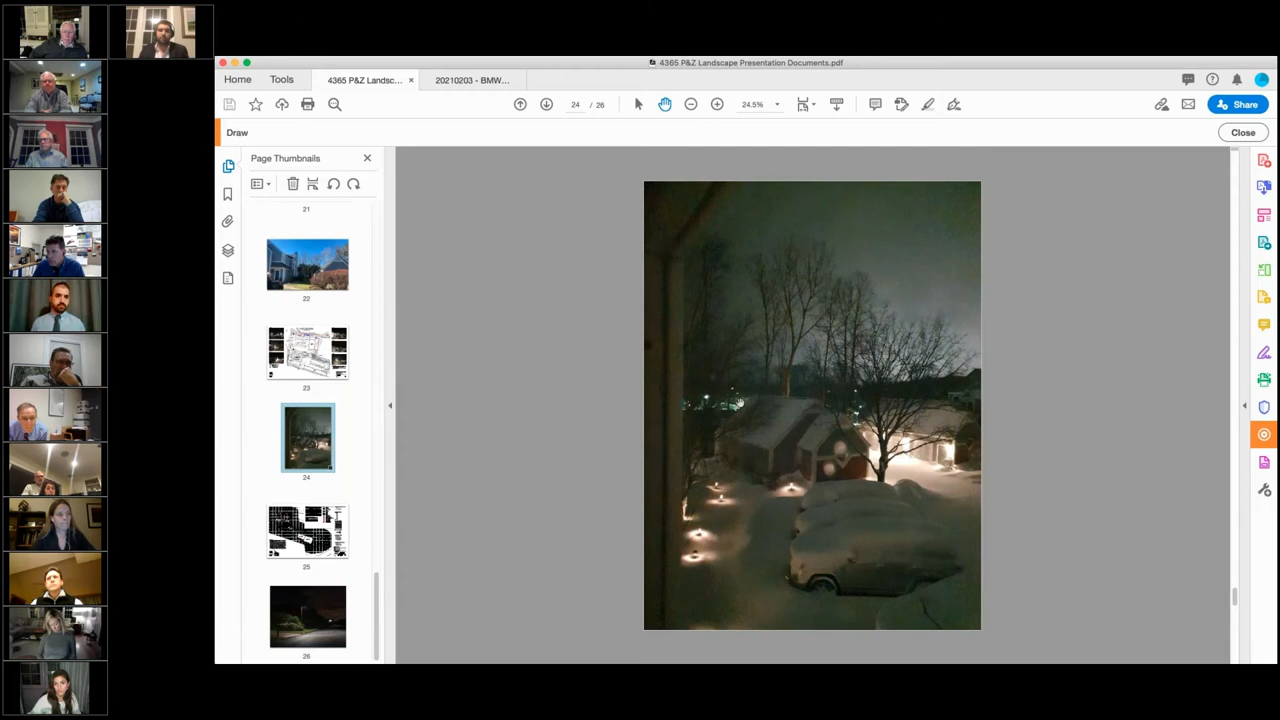 4365 P&Z Landscape Presentation Documents.pdf
Home
Tools
4365 P&Z Landsc...
20210203 - BMW...
24 / 26
24.5%
Share
Draw
Close
Page Thumbnails
21
22
23
24
25
26